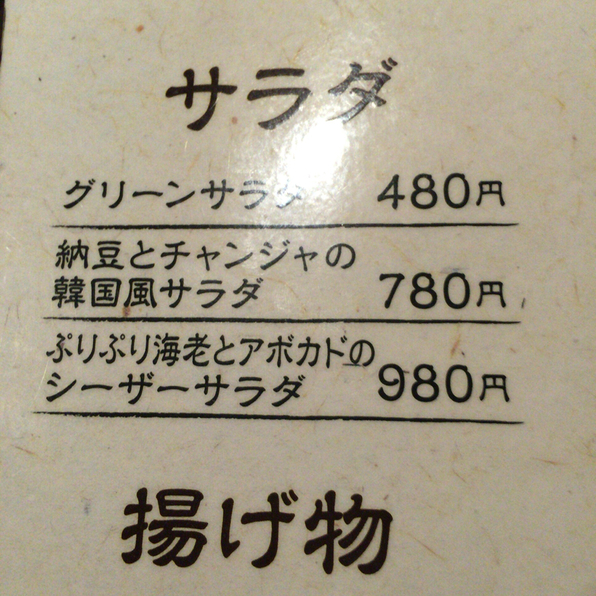 サラダ
グリーンサラダ 480円
納豆とチャンジャの
韓国風サラダ 780円
ぷりぷり海老とアボカドの
シーザーサラダ 980円
揚げ物